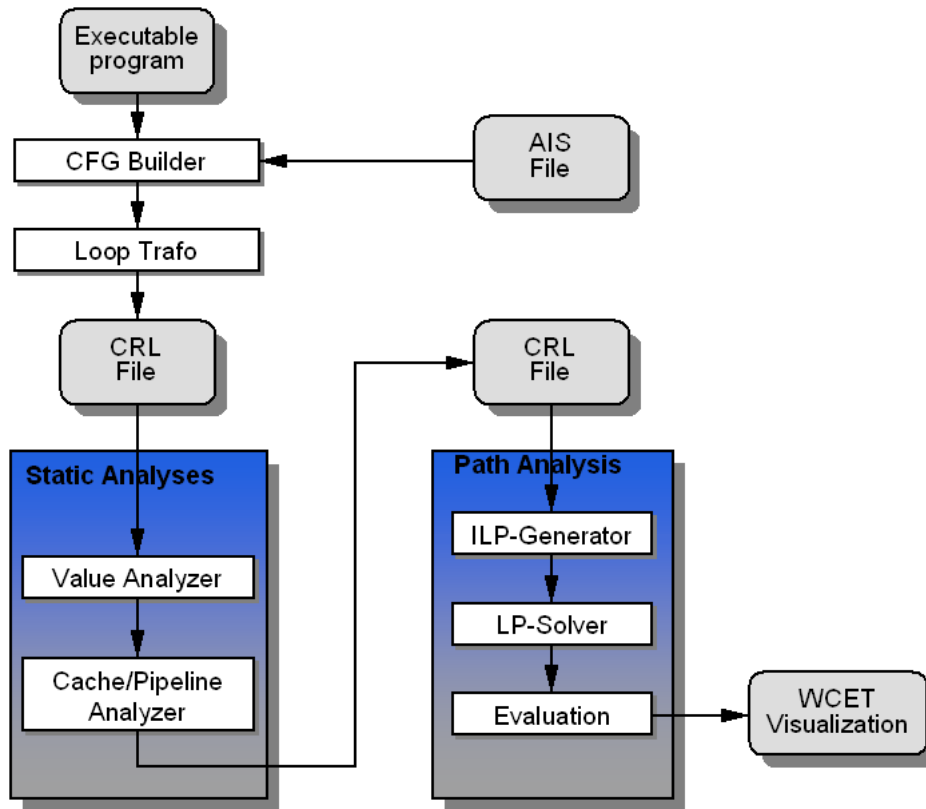 Executable
program
CFG Builder
AIS
File
Loop Trafo
CRL
File
CRL
File
Static Analyses
Value Analyzer
Cache/Pipeline
Analyzer
Path Analysis
ILP-Generator
LP-Solver
Evaluation
WCET
Visualization